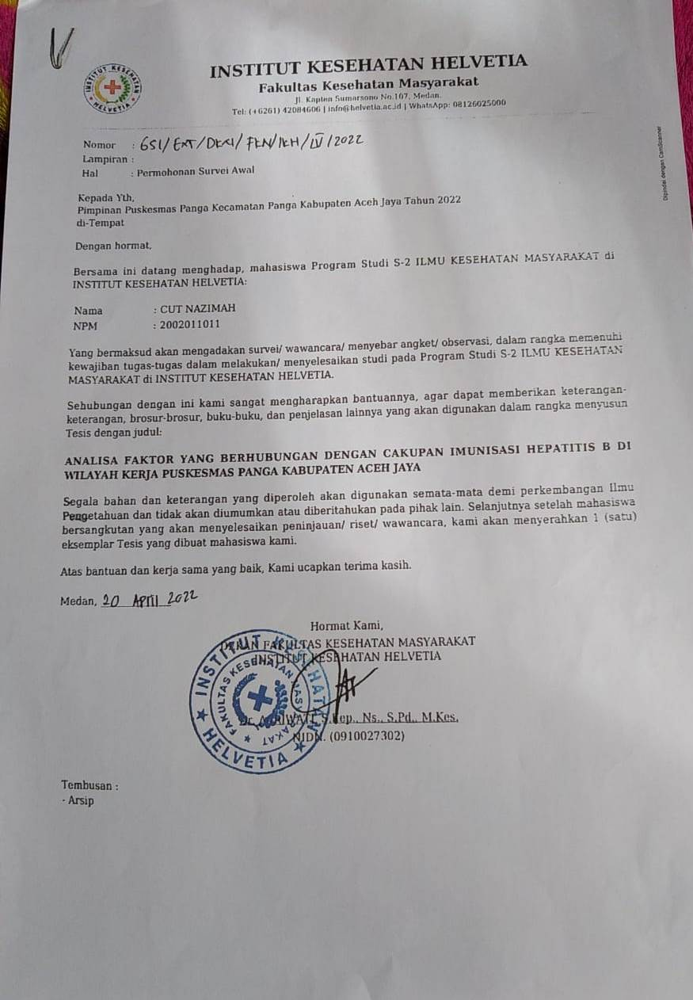 INSTITUT KESEHATAN
HELVETIA
INSTITUT KESEHATAN HELVETIA
Fakultas Kesehatan Masyarakat
Jl. Kapten Sumarsono No.107, Medan.
Tel: (+6261) 42084606 | info@helvetia.ac.id | WhatsApp: 08126025000
Nomor : 651/EXT/DKN/FKM/IKH/IV/2022
Lampiran :
Hal : Permohonan Survei Awal
Dipindai dengan CamScanner
Kepada Yth,
Pimpinan Puskesmas Panga Kecamatan Panga Kabupaten Aceh Jaya Tahun 2022
di-Tempat
Dengan hormat,
Bersama ini datang menghadap, mahasiswa Program Studi S-2 ILMU KESEHATAN MASYARAKAT di
INSTITUT KESEHATAN HELVETIA:
Nama : CUT NAZIMAH
NPM : 2002011011
Yang bermaksud akan mengadakan survei/ wawancara/ menyebar angket/ observasi, dalam rangka memenuhi
kewajiban tugas-tugas dalam melakukan/ menyelesaikan studi pada Program Studi S-2 ILMU KESEHATAN
MASYARAKAT di INSTITUT KESEHATAN HELVETIA.
Sehubungan dengan ini kami sangat mengharapkan bantuannya, agar dapat memberikan keterangan-
keterangan, brosur-brosur, buku-buku, dan penjelasan lainnya yang akan digunakan dalam rangka menyusun
Tesis dengan judul:
ANALISA FAKTOR YANG BERHUBUNGAN DENGAN CAKUPAN IMUNISASI HEPATITIS B DI
WILAYAH KERJA PUSKESMAS PANGA KABUPATEN ACEH JAYA
Segala bahan dan keterangan yang diperoleh akan digunakan semata-mata demi perkembangan Ilmu
Pengetahuan dan tidak akan diumumkan atau diberitahukan pada pihak lain. Selanjutnya setelah mahasiswa
bersangkutan yang akan menyelesaikan peninjauan/ riset/ wawancara, kami akan menyerahkan 1 (satu)
eksemplar Tesis yang dibuat mahasiswa kami.
Atas bantuan dan kerja sama yang baik, Kami ucapkan terima kasih.
Medan, 20 April 2022
Hormat Kami,
DEKAN FAKULTAS KESEHATAN MASYARAKAT
INSTITUT KESEHATAN HELVETIA
INSTITUT KESEHATAN
FAKULTAS KESEHATAN MASYARAKAT
HELVETIA
Dr. S.Kep., Ns., S.Pd., M.Kes.
NIDN. (0910027302)
Tembusan :
- Arsip